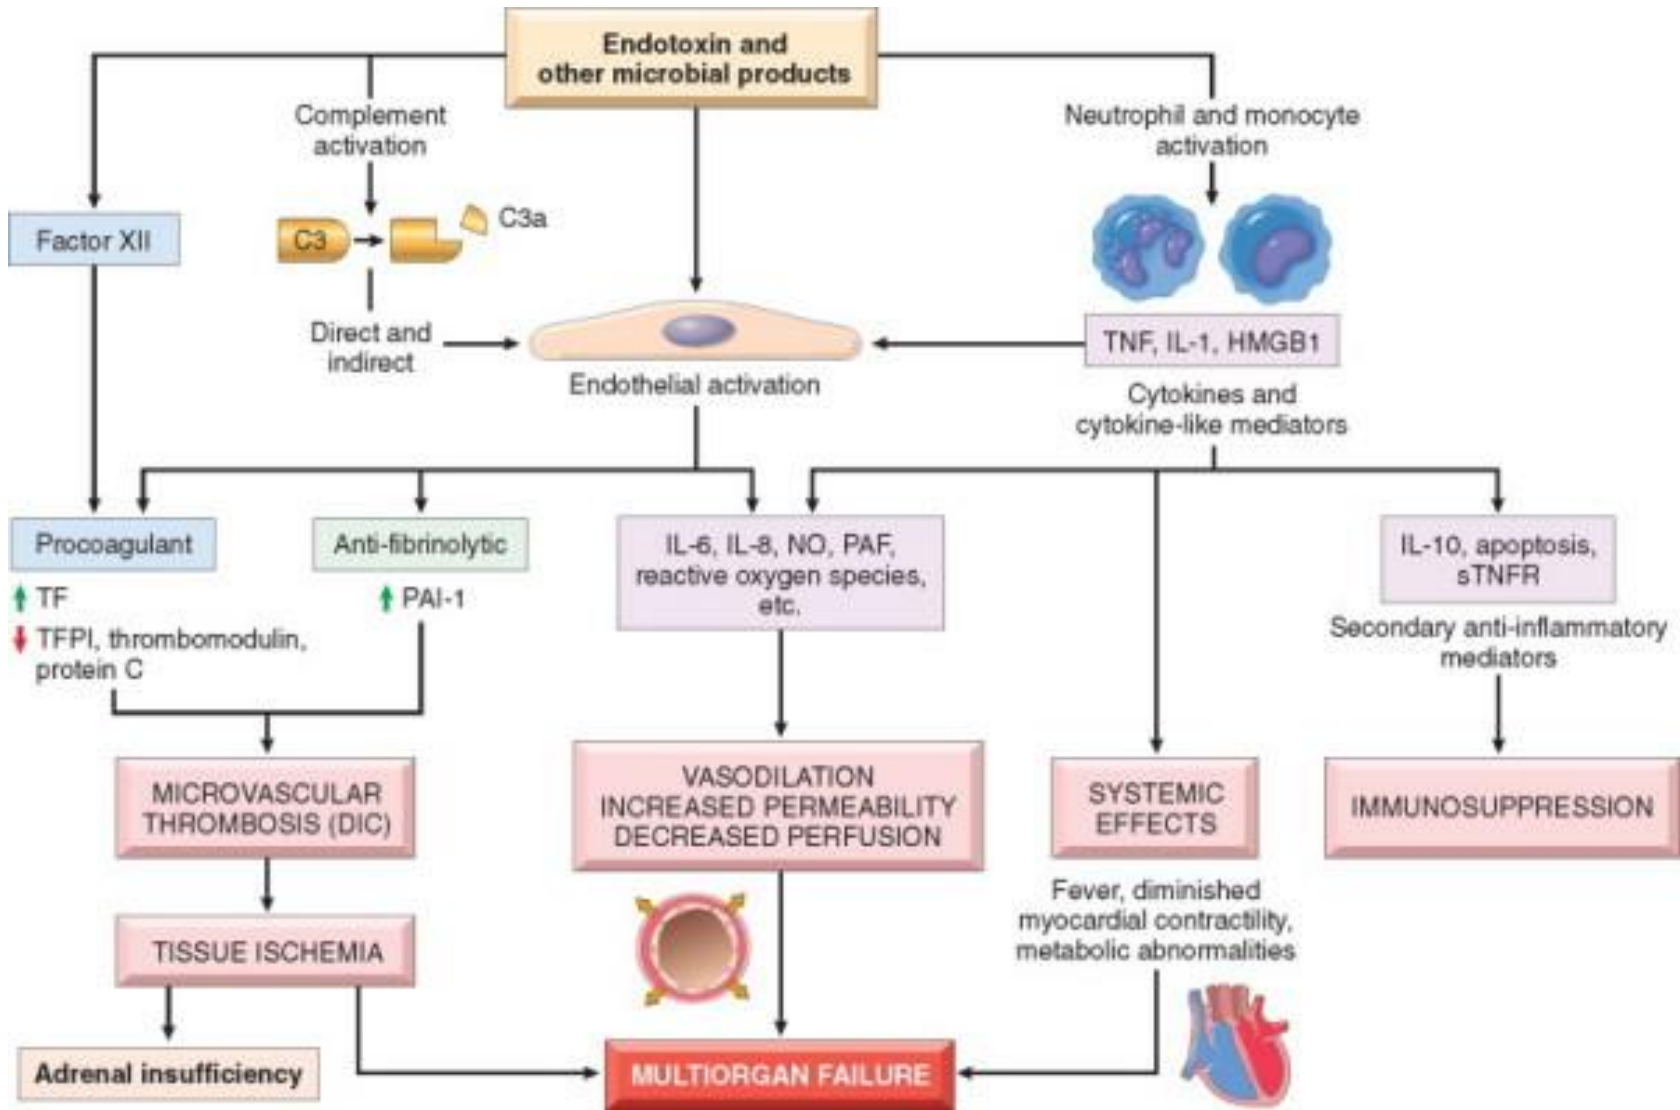 Endotoxin and
other microbial products
Complement
activation
Neutrophil and monocyte
activation
Factor XII
C3
C3a
Direct and
indirect
Endothelial activation
TNF, IL-1, HMGB1
Cytokines and
cytokine-like mediators
Procoagulant
TF
TFPI, thrombomodulin,
protein C
Anti-fibrinolytic
PAI-1
IL-6, IL-8, NO, PAF,
reactive oxygen species,
etc.
IL-10, apoptosis,
sTNFR
Secondary anti-inflammatory
mediators
MICROVASCULAR
THROMBOSIS (DIC)
VASODILATION
INCREASED PERMEABILITY
DECREASED PERFUSION
SYSTEMIC
EFFECTS
IMMUNOSUPPRESSION
Fever, diminished
myocardial contractility,
metabolic abnormalities
TISSUE ISCHEMIA
Adrenal insufficiency
MULTIORGAN FAILURE